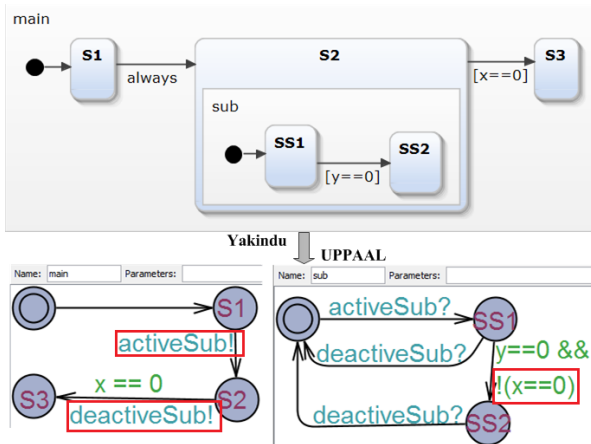 main
S1
S2
S3
always
[x==0]
sub
SS1
SS2
[y==0]
Yakindu
UPPAAL
Name: main Parameters:
S1
activeSub!
x == 0
S3
S2
deactiveSub!
Name: sub Parameters:
activeSub?
SS1
deactiveSub?
y==0 &&
!(x==0)
deactiveSub?
SS2